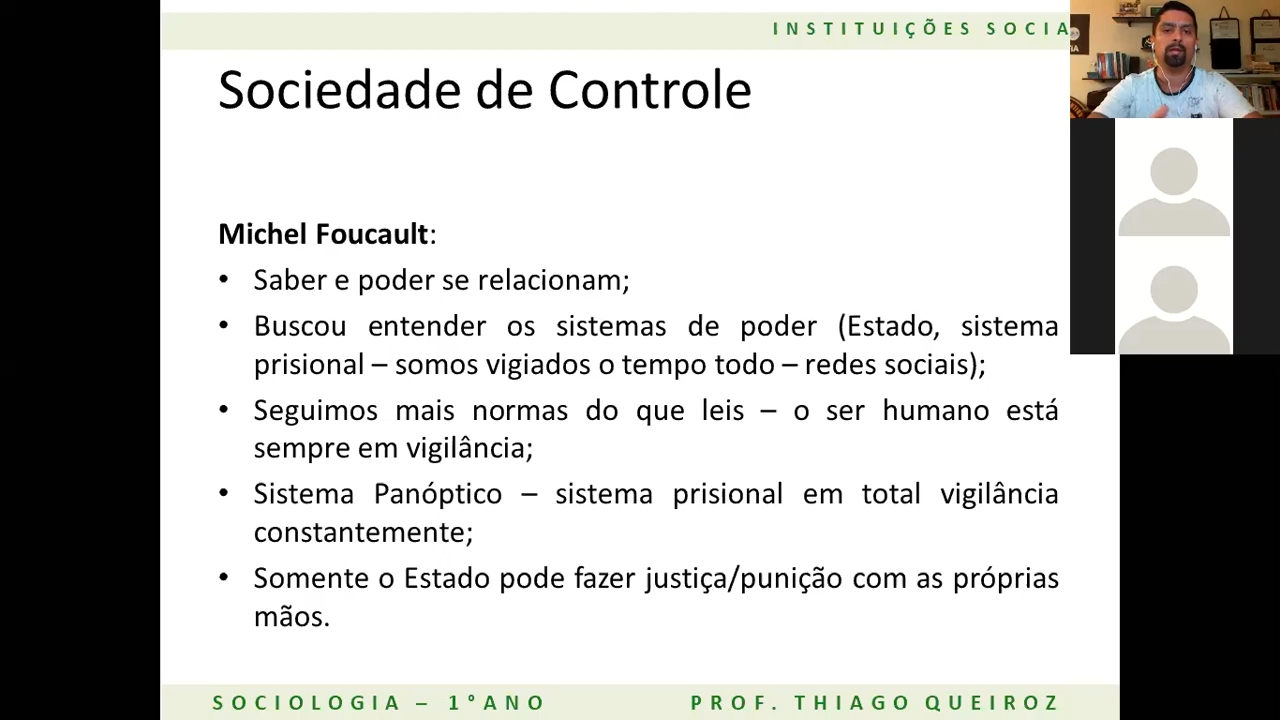 INSTITUIÇÕES SOCIA
Sociedade de Controle
Michel Foucault:
• Saber e poder se relacionam;
• Buscou entender os sistemas de poder (Estado, sistema
prisional – somos vigiados o tempo todo – redes sociais);
• Seguimos mais normas do que leis – o ser humano está
sempre em vigilância;
• Sistema Panóptico – sistema prisional em total vigilância
constantemente;
• Somente o Estado pode fazer justiça/punição com as próprias
mãos.
SOCIOLOGIA – 1°ANO PROF. THIAGO QUEIROZ